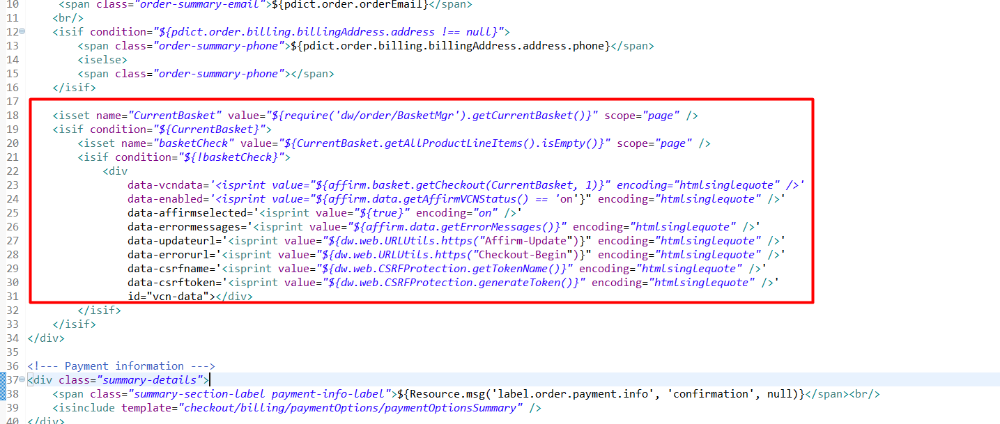 10 <span class="order-summary-email">${pdict.order.orderEmail}</span>
11 <br/>
12 <isif condition="${pdict.order.billing.billingAddress.address !== null}">
13 <span class="order-summary-phone">${pdict.order.billing.billingAddress.address.phone}</span>
14 <iselse>
15 <span class="order-summary-phone"></span>
16 </isif>
17
18 <isset name="CurrentBasket" value="${require('dw/order/BasketMgr').getCurrentBasket()}" scope="page" />
19 <isif condition="${CurrentBasket}">
20 <isset name="basketCheck" value="${CurrentBasket.getAllProductLineItems().isEmpty()}" scope="page" />
21 <isif condition="${!basketCheck}">
22 <div
23 data-vcndata='<isprint value="${affirm.basket.getCheckout(CurrentBasket, 1)}" encoding="htmlsinglequote" />'
24 data-enabled='<isprint value="${affirm.data.getAffirmVCNStatus() == 'on'}" encoding="htmlsinglequote" />'
25 data-affirmselected='<isprint value="${true}" encoding="on" />'
26 data-errormessages='<isprint value="${affirm.data.getErrorMessages()}" encoding="htmlsinglequote" />'
27 data-updateurl='<isprint value="${dw.web.URLUtils.https("Affirm-Update")}" encoding="htmlsinglequote" />'
28 data-errorurl='<isprint value="${dw.web.URLUtils.https("Checkout-Begin")}" encoding="htmlsinglequote" />'
29 data-csrfname='<isprint value="${dw.web.CSRFProtection.getTokenName()}" encoding="htmlsinglequote" />'
30 data-csrftoken='<isprint value="${dw.web.CSRFProtection.generateToken()}" encoding="htmlsinglequote" />'
31 id="vcn-data"></div>
32 </isif>
33 </isif>
34 </div>
35
36 <!--- Payment information --->
37 <div class="summary-details">
38 <span class="summary-section-label payment-info-label">${Resource.msg('label.order.payment.info', 'confirmation', null)}</span><br/>
39 <isinclude template="checkout/billing/paymentOptions/paymentOptionsSummary" />
40 </div>